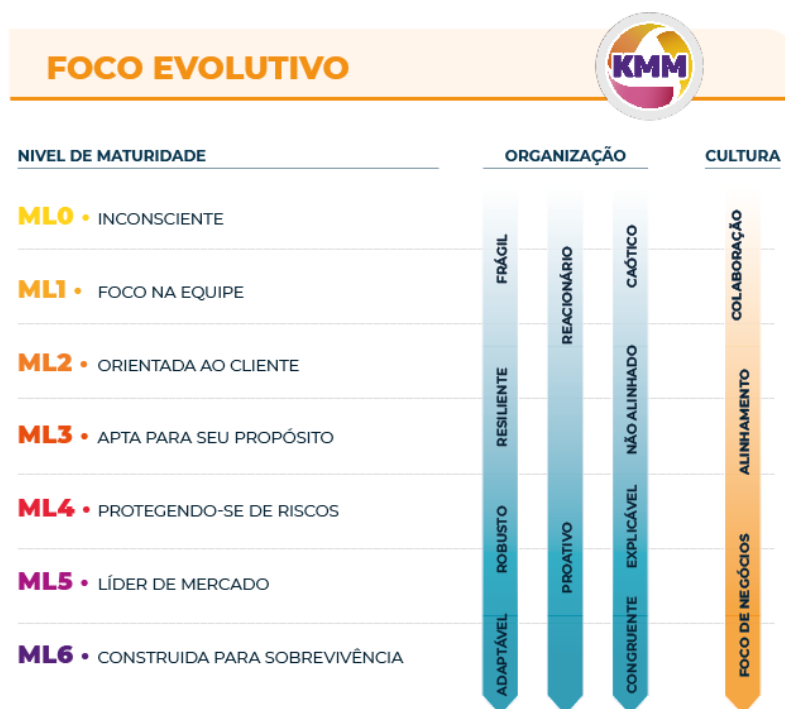 FOCO EVOLUTIVO
KMM
NIVEL DE MATURIDADE
ORGANIZAÇÃO
CULTURA
ML0 • INCONSCIENTE
ML1 • FOCO NA EQUIPE
ML2 • ORIENTADA AO CLIENTE
ML3 • APTA PARA SEU PROPÓSITO
ML4 • PROTEGENDO-SE DE RISCOS
ML5 • LÍDER DE MERCADO
ML6 • CONSTRUIDA PARA SOBREVIVÊNCIA
FRÁGIL
RESILIENTE
ROBUSTO
ADAPTÁVEL
REACIONÁRIO
PROATIVO
CAÓTICO
NÃO ALINHADO
EXPLICÁVEL
CONGRUENTE
COLABORAÇÃO
ALINHAMENTO
FOCO DE NEGÓCIOS